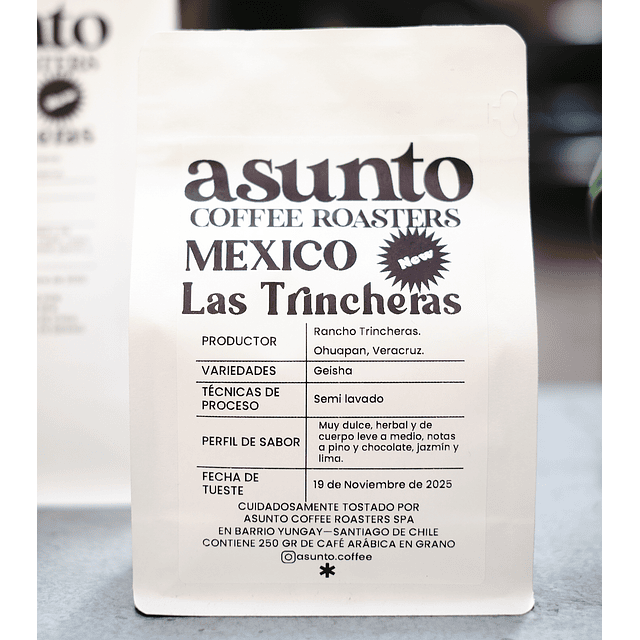 asunto
COFFEE ROASTERS
MEXICO
New
Las Trincheras
PRODUCTOR
Rancho Trincheras.
Ohuapan, Veracruz.
VARIEDADES
Geisha
TÉCNICAS DE
PROCESO
Semi lavado
PERFIL DE SABOR
Muy dulce, herbal y de
cuerpo leve a medio, notas
a pino y chocolate, jazmín y
lima.
FECHA DE
TUESTE
19 de Noviembre de 2025
CUIDADOSAMENTE TOSTADO POR
ASUNTO COFFEE ROASTERS SPA
EN BARRIO YUNGAY—SANTIAGO DE CHILE
CONTIENE 250 GR DE CAFÉ ARÁBICA EN GRANO
asunto.coffee